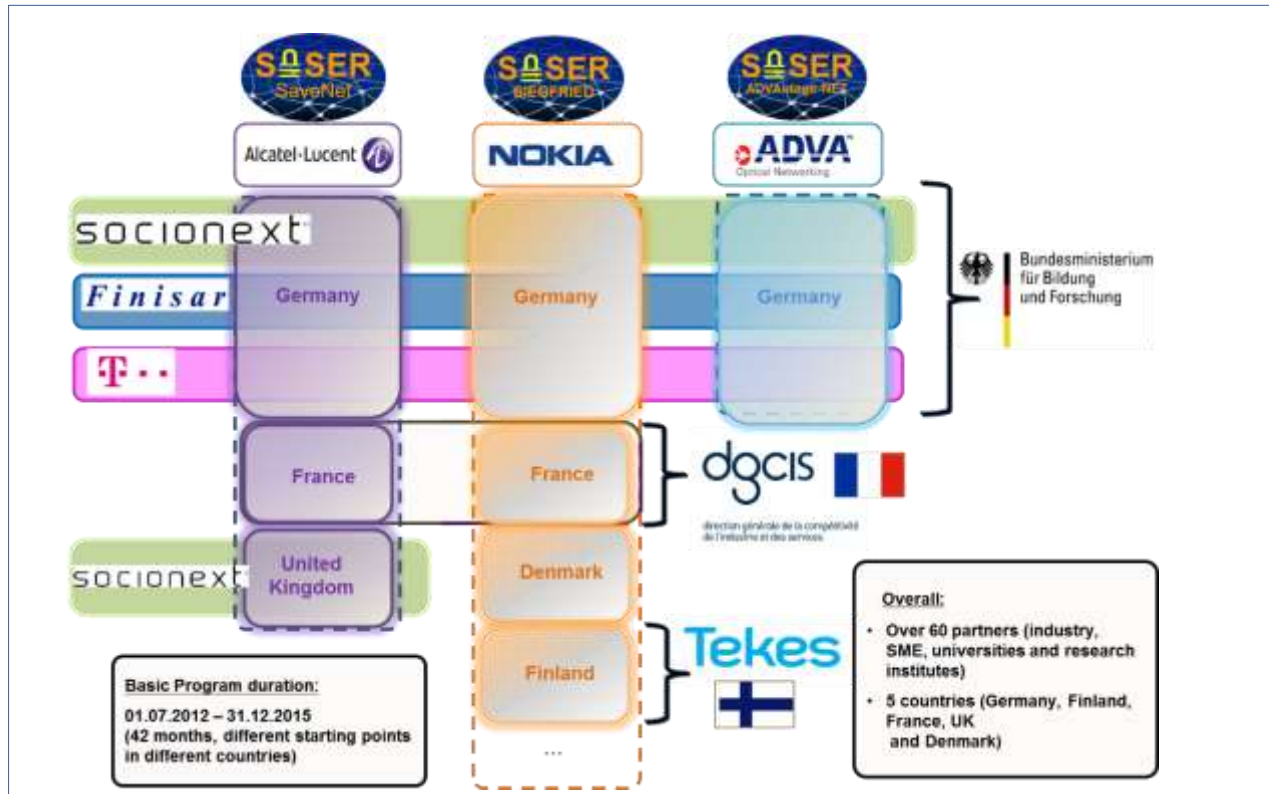 SASER
SaveNet
SASER
SIEGFRIED
SASER
ADVAntage-NET
Alcatel·Lucent
NOKIA
ADVA™
Optical Networking
socionext™
Finisar
T··
Germany
Germany
Germany
Bundesministerium
für Bildung
und Forschung
France
France
dgcis
direction générale de la compétitivité
de l'industrie et des services
socionext
United
Kingdom
Denmark
Finland
...
Tekes
Basic Program duration:
01.07.2012 – 31.12.2015
(42 months, different starting points
in different countries)
Overall:
• Over 60 partners (industry,
SME, universities and research
institutes)
• 5 countries (Germany, Finland,
France, UK
and Denmark)